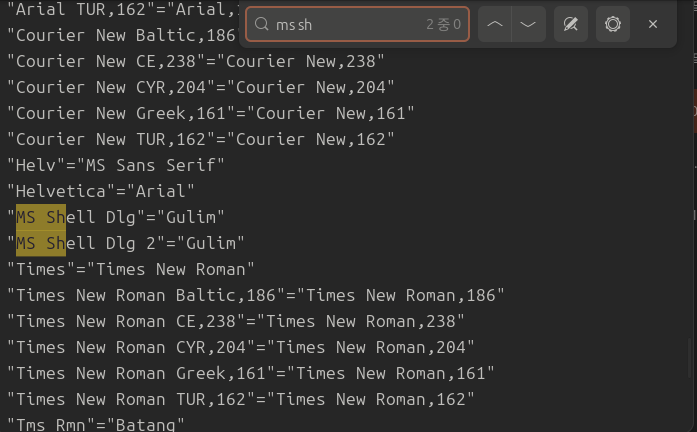 "Arial TUR,162"="Arial,
ms sh
2 중 0
"Courier New Baltic,186
"Courier New CE,238"="Courier New,238"
"Courier New CYR,204"="Courier New,204"
"Courier New Greek,161"="Courier New,161"
"Courier New TUR,162"="Courier New,162"
"Helv"="MS Sans Serif"
"Helvetica"="Arial"
"MS Shell Dlg"="Gulim"
"MS Shell Dlg 2"="Gulim"
"Times"="Times New Roman"
"Times New Roman Baltic,186"="Times New Roman,186"
"Times New Roman CE,238"="Times New Roman,238"
"Times New Roman CYR,204"="Times New Roman,204"
"Times New Roman Greek,161"="Times New Roman,161"
"Times New Roman TUR,162"="Times New Roman,162"
"Tms Rmn"="Batang"